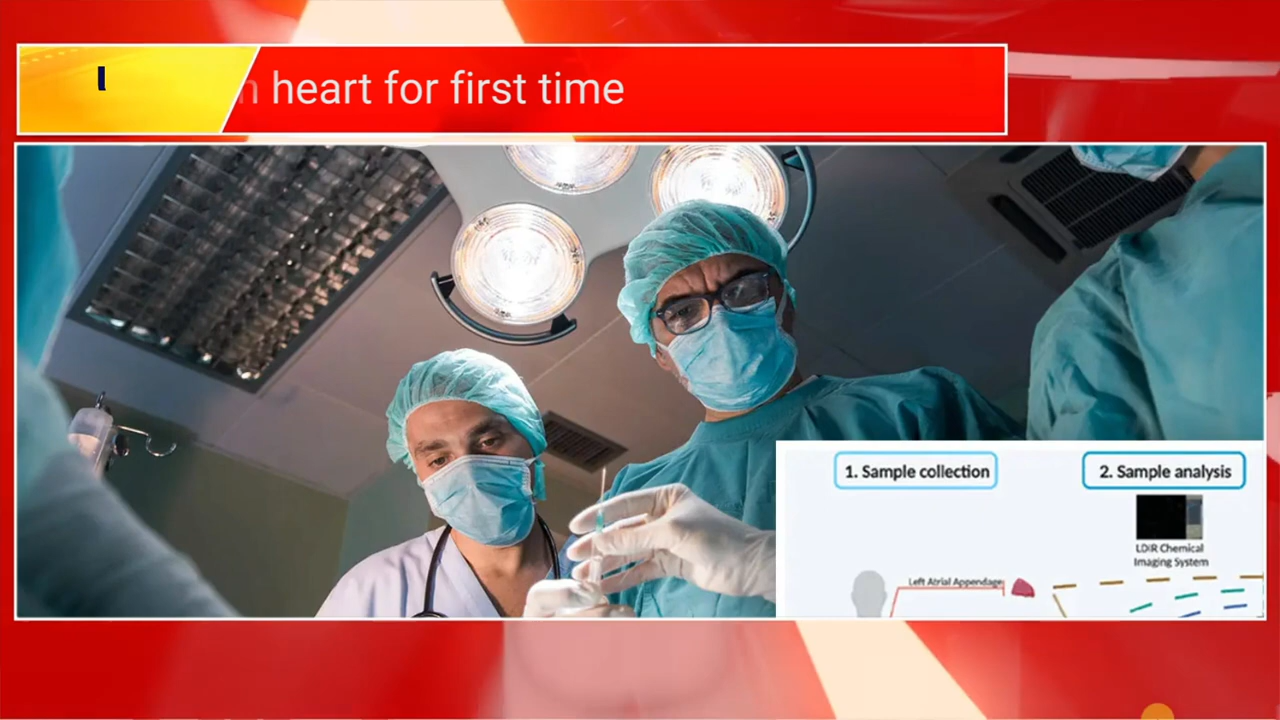 heart for first time
1. Sample collection
2. Sample analysis
LDIR Chemical
Imaging System
Left Atrial Appendage